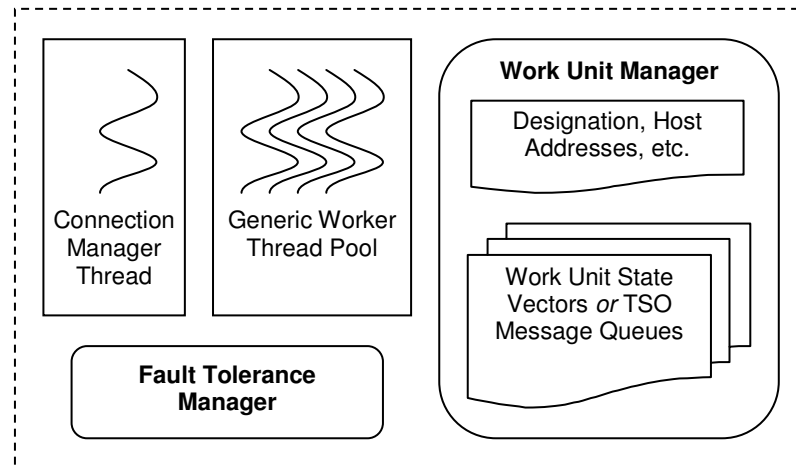 Connection
Manager
Thread
Generic Worker
Thread Pool
Fault Tolerance
Manager
Work Unit Manager
Designation, Host
Addresses, etc.
Work Unit State
Vectors or TSO
Message Queues